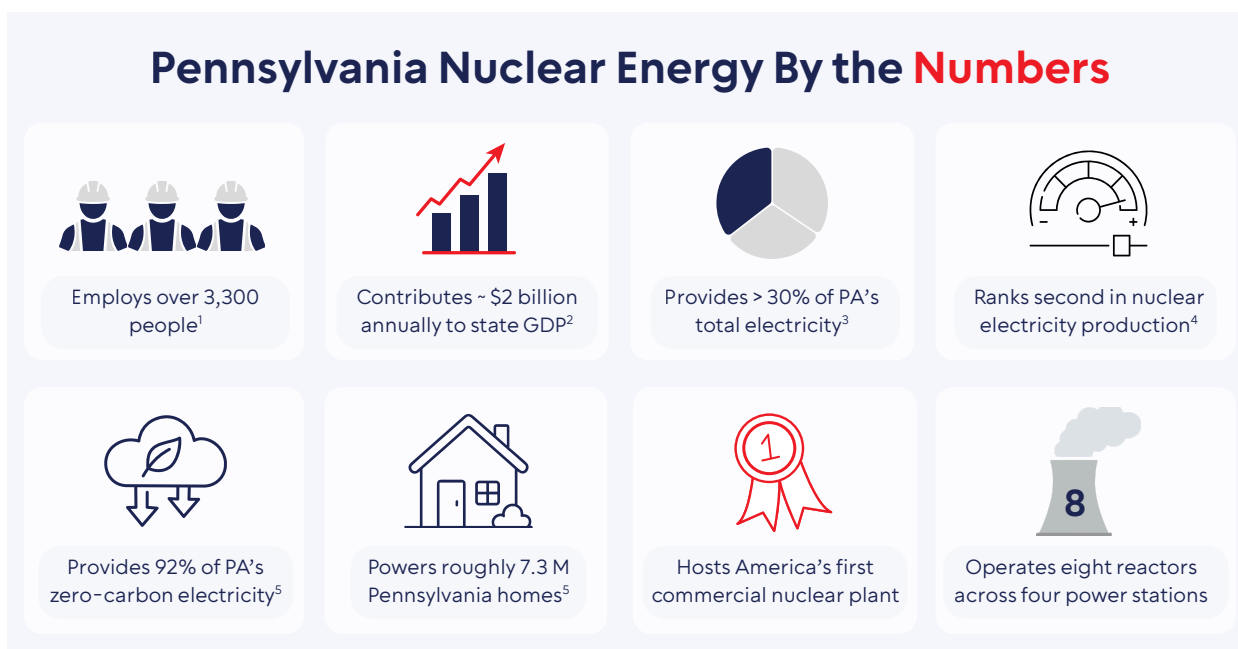 Pennsylvania Nuclear Energy By the Numbers
Employs over 3,300
people¹
Contributes ~ $2 billion
annually to state GDP²
Provides > 30% of PA's
total electricity³
− +
Ranks second in nuclear
electricity production⁴
Provides 92% of PA's
zero-carbon electricity⁵
Powers roughly 7.3 M
Pennsylvania homes⁵
1
Hosts America's first
commercial nuclear plant
8
Operates eight reactors
across four power stations